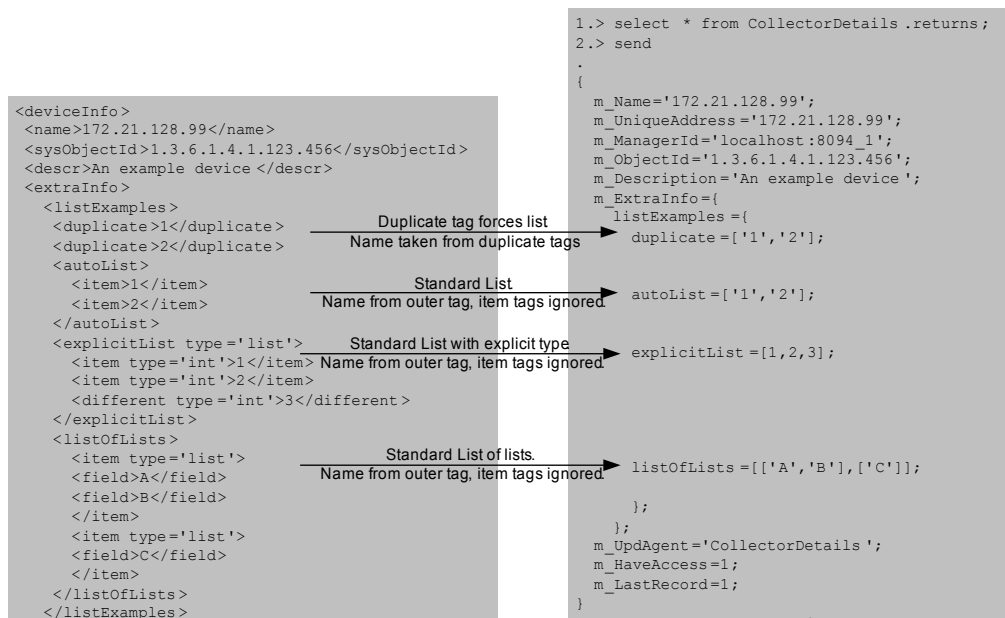 <deviceInfo>
<name>172.21.128.99</name>
<sysObjectId>1.3.6.1.4.1.123.456</sysObjectId>
<descr>An example device </descr>
<extraInfo>
<listExamples>
<duplicate>1</duplicate>
<duplicate>2</duplicate>
<autoList>
<item>1</item>
<item>2</item>
</autoList>
<explicitList type='list'>
<item type='int'>1</item>
<item type='int'>2</item>
<different type='int'>3</different>
</explicitList>
<listOfLists>
<item type='list'>
<field>A</field>
<field>B</field>
</item>
<item type='list'>
<field>C</field>
</item>
</listOfLists>
</listExamples>
Duplicate tag forces list
Name taken from duplicate tags
Standard List.
Name from outer tag, item tags ignored.
Standard List with explicit type
Name from outer tag, item tags ignored.
Standard List of lists.
Name from outer tag, item tags ignored.
1.> select * from CollectorDetails.returns;
2.> send
.
{
m_Name='172.21.128.99';
m_UniqueAddress='172.21.128.99';
m_ManagerId='localhost:8094_1';
m_ObjectId='1.3.6.1.4.1.123.456';
m_Description='An example device ';
m_ExtraInfo={
listExamples={
duplicate=['1','2'];
autoList=['1','2'];
explicitList=[1,2,3];
listOfLists=[['A','B'],['C']];
};
};
m_UpdAgent='CollectorDetails ';
m_HaveAccess=1;
m_LastRecord=1;
}